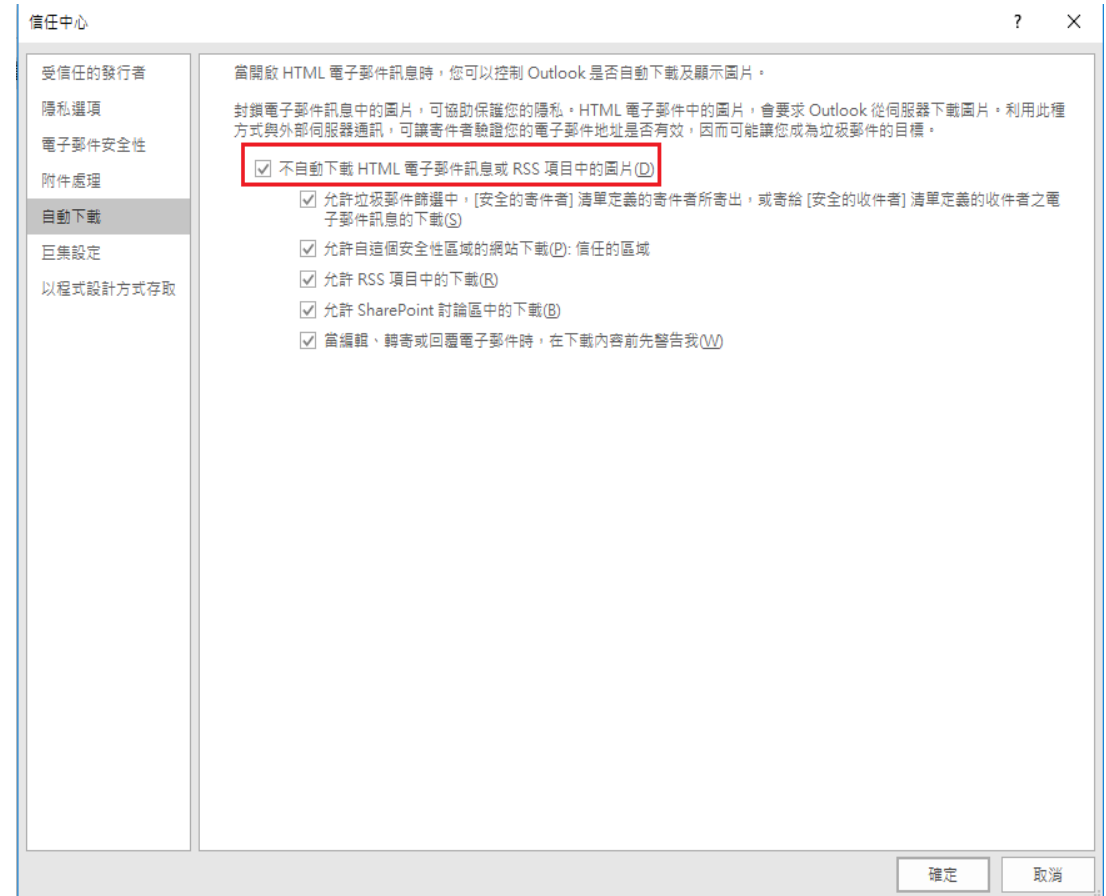 信任中心
?
受信任的發行者
隱私選項
電子郵件安全性
附件處理
自動下載
巨集設定
以程式設計方式存取
當開啟 HTML 電子郵件訊息時，您可以控制 Outlook 是否自動下載及顯示圖片。
封鎖電子郵件訊息中的圖片，可協助保護您的隱私。HTML 電子郵件中的圖片，會要求 Outlook 從伺服器下載圖片。利用此種
方式與外部伺服器通訊，可讓寄件者驗證您的電子郵件地址是否有效，因而可能讓您成為垃圾郵件的目標。
不自動下載 HTML 電子郵件訊息或 RSS 項目中的圖片(D)
允許垃圾郵件篩選中，[安全的寄件者] 清單定義的寄件者所寄出，或寄給 [安全的收件者] 清單定義的收件者之電
子郵件訊息的下載(S)
允許自這個安全性區域的網站下載(P): 信任的區域
允許 RSS 項目中的下載(R)
允許 SharePoint 討論區中的下載(B)
當編輯、轉寄或回覆電子郵件時，在下載內容前先警告我(W)
確定
取消